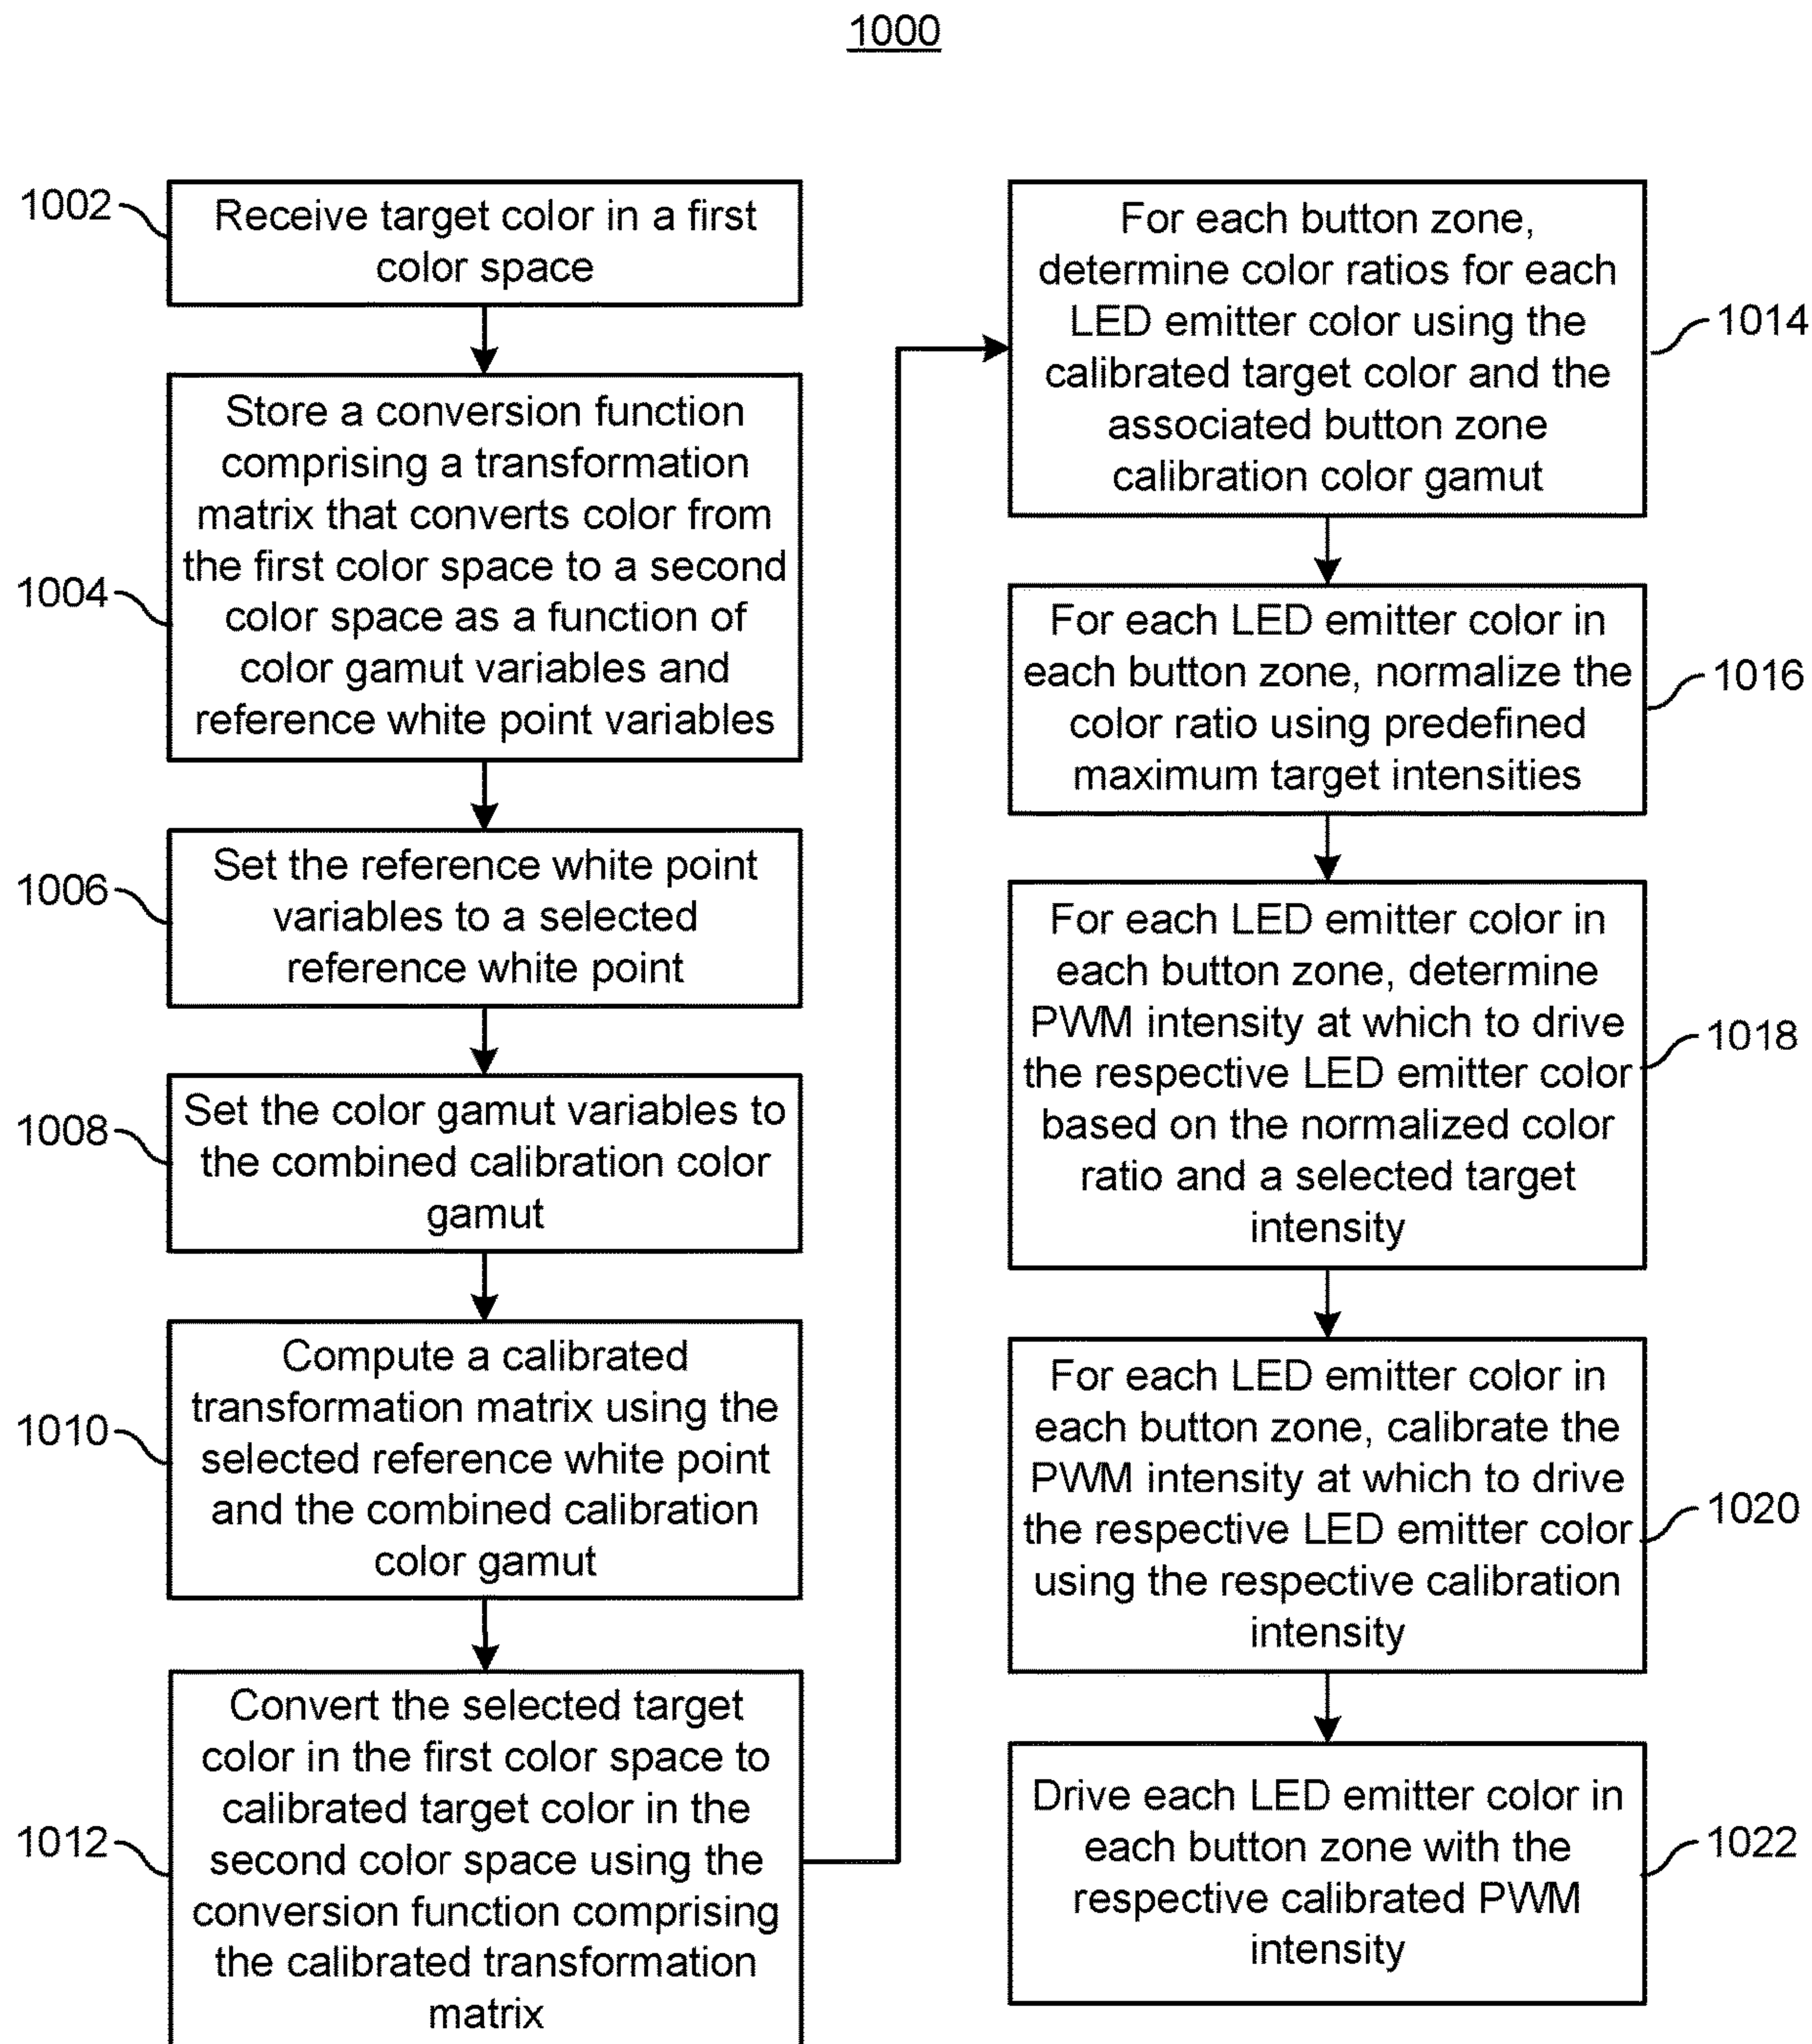 1000
1002
Receive target color in a first
color space
1004
Store a conversion function
comprising a transformation
matrix that converts color from
the first color space to a second
color space as a function of
color gamut variables and
reference white point variables
1006
Set the reference white point
variables to a selected
reference white point
1008
Set the color gamut variables to
the combined calibration color
gamut
1010
Compute a calibrated
transformation matrix using the
selected reference white point
and the combined calibration
color gamut
1012
Convert the selected target
color in the first color space to
calibrated target color in the
second color space using the
conversion function comprising
the calibrated transformation
matrix
For each button zone,
determine color ratios for each
LED emitter color using the
calibrated target color and the
associated button zone
calibration color gamut
1014
For each LED emitter color in
each button zone, normalize the
color ratio using predefined
maximum target intensities
1016
For each LED emitter color in
each button zone, determine
PWM intensity at which to drive
the respective LED emitter color
based on the normalized color
ratio and a selected target
intensity
1018
For each LED emitter color in
each button zone, calibrate the
PWM intensity at which to drive
the respective LED emitter color
using the respective calibration
intensity
1020
Drive each LED emitter color in
each button zone with the
respective calibrated PWM
intensity
1022